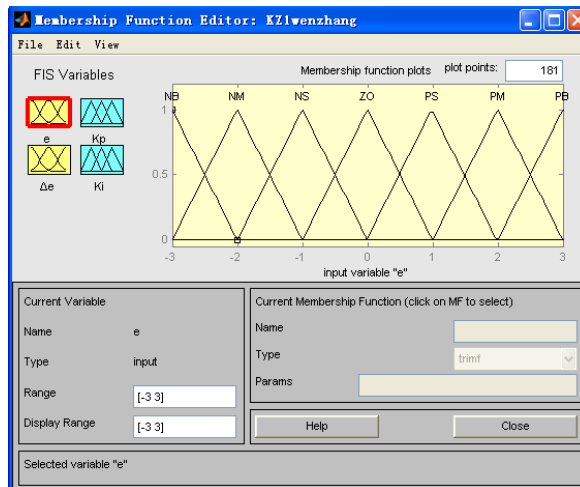 Membership Function Editor: KZ1wenzhang
File Edit View
FIS Variables
Membership function plots
plot points:
181
e
Kp
Δe
Ki
NB NM NS ZO PS PM PB
1
0.5
0
-3 -2 -1 0 1 2 3
input variable "e"
Current Variable
Name e
Type input
Range [-3 3]
Display Range [-3 3]
Current Membership Function (click on MF to select)
Name
Type trimf
Params
Help
Close
Selected variable "e"